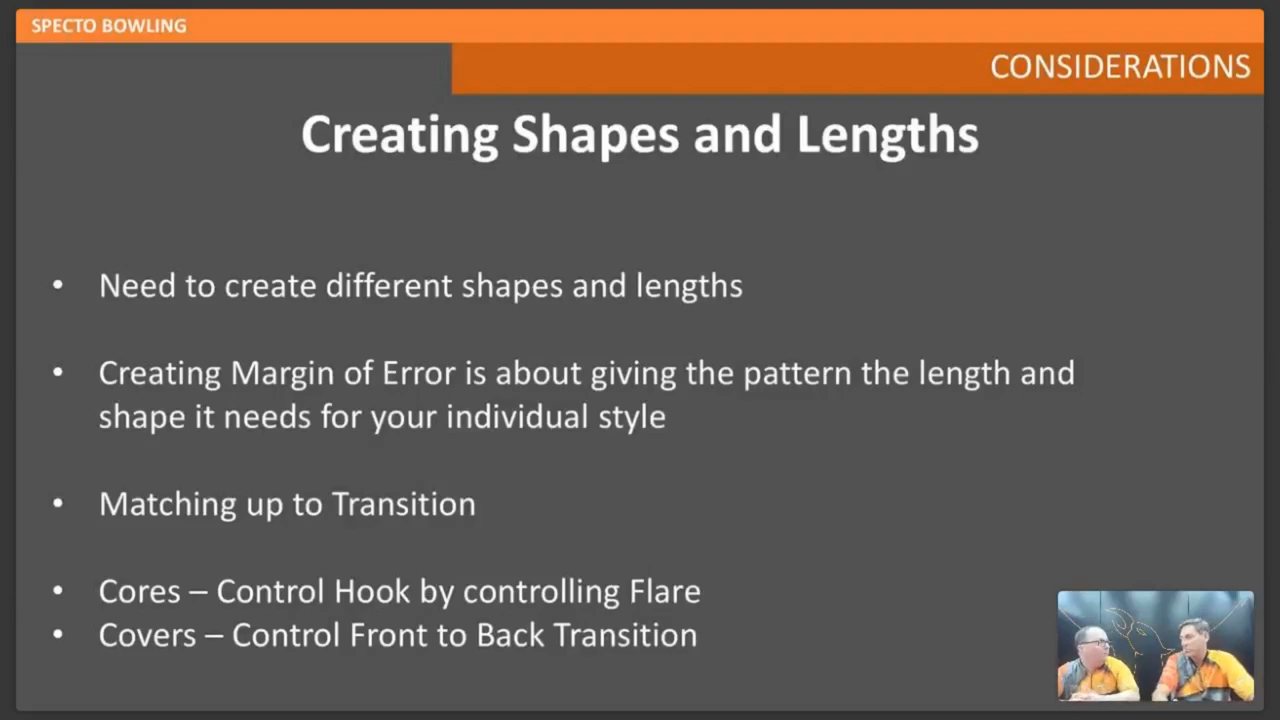 SPECTO BOWLING
CONSIDERATIONS
Creating Shapes and Lengths
• Need to create different shapes and lengths
• Creating Margin of Error is about giving the pattern the length and
shape it needs for your individual style
• Matching up to Transition
• Cores – Control Hook by controlling Flare
• Covers – Control Front to Back Transition